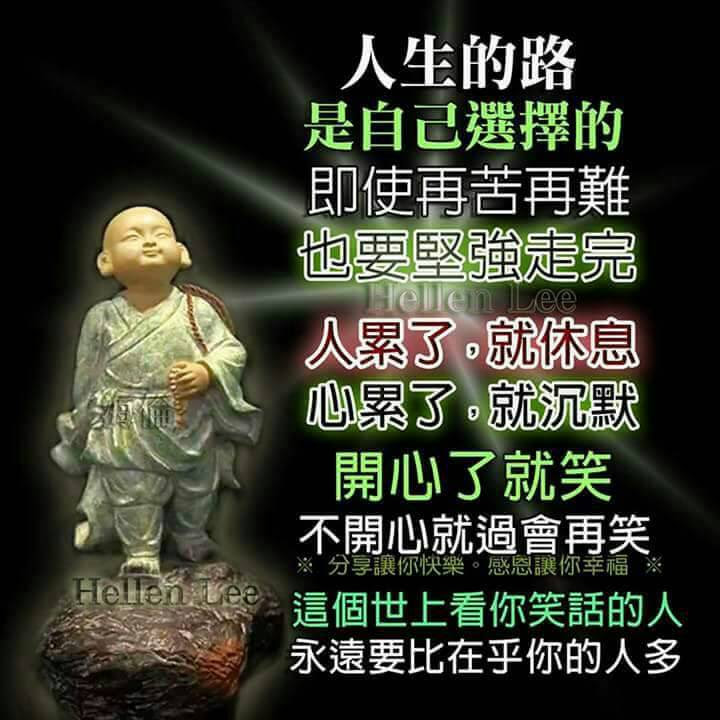 人生的路
是自己選擇的
即使再苦再難
也要堅強走完
Hellen Lee
人累了,就休息
心累了,就沉默
開心了就笑
不開心就過會再笑
※ 分享讓你快樂。感恩讓你幸福 ※
Hellen Lee
這個世上看你笑話的人
永遠要比在乎你的人多